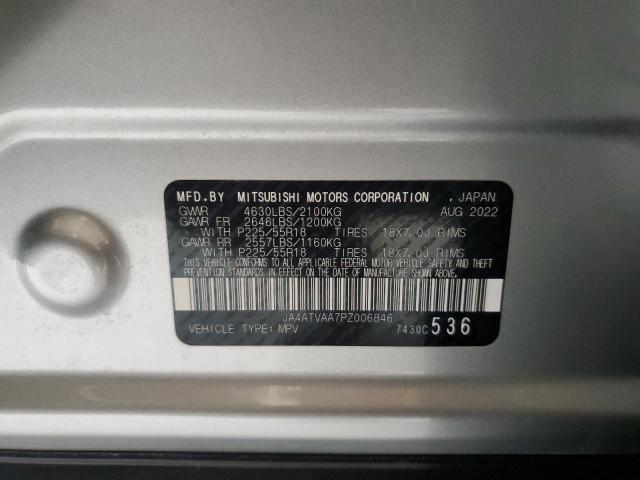 MFD.BY MITSUBISHI MOTORS CORPORATION . JAPAN
GVWR 4630LBS/2100KG AUG 2022
GAWR FR 2646LBS/1200KG
WITH P225/55R18 TIRES 18X7.0J RIMS
GAWR RR 2557LBS/1160KG
WITH P225/55R18 TIRES 18X7.0J RIMS
THIS VEHICLE CONFORMS TO ALL APPLICABLE FEDERAL MOTOR VEHICLE SAFETY AND THEFT
PREVENTION STANDARDS IN EFFECT ON THE DATE OF MANUFACTURE SHOWN ABOVE.
JA4ATVAA7PZ006846
VEHICLE TYPE: MPV 7430C 536